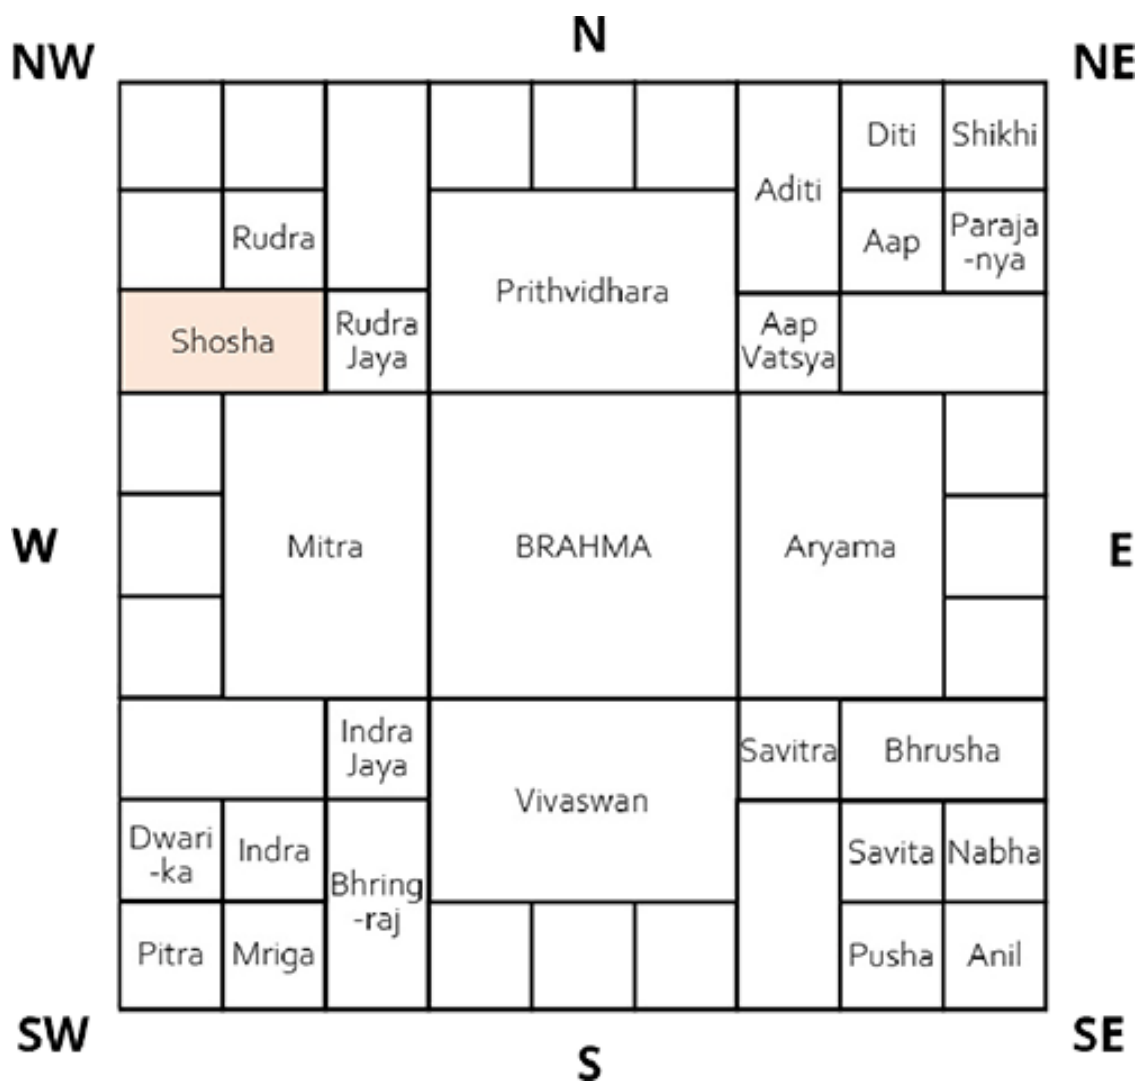 N
NW
NE
Diti
Shikhi
Aditi
Rudra
Aap
Paraja
-nya
Prithvidhara
Shosha
Rudra
Jaya
Aap
Vatsya
W
Mitra
BRAHMA
Aryama
E
Indra
Jaya
Savitra
Bhrusha
Vivaswan
Dwari
-ka
Indra
Bhring
-raj
Savita
Nabha
Pitra
Mriga
Pusha
Anil
SW
S
SE